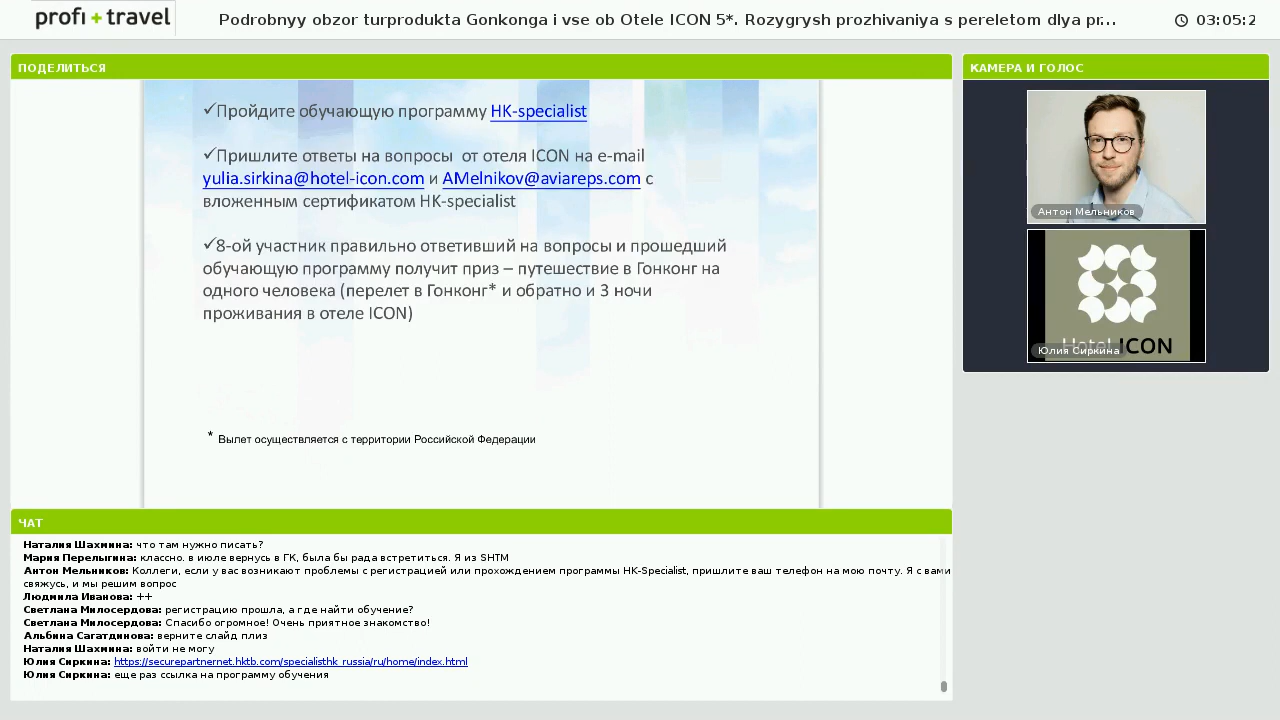 profi + travel
Podrobnyy obzor turprodukta Gonkonga i vse ob Otele ICON 5*. Rozygrysh prozhivaniya s pereletom dlya pr...
03:05:2
ПОДЕЛИТЬСЯ
✓Пройдите обучающую программу HK-specialist
✓Пришлите ответы на вопросы от отеля ICON на e-mail
yulia.sirkina@hotel-icon.com и AMelnikov@aviareps.com с
вложенным сертификатом HK-specialist
✓8-ой участник правильно ответивший на вопросы и прошедший
обучающую программу получит приз – путешествие в Гонконг на
одного человека (перелет в Гонконг* и обратно и 3 ночи
проживания в отеле ICON)
* Вылет осуществляется с территории Российской Федерации
КАМЕРА И ГОЛОС
Антон Мельников
Hotel ICON
Юлия Сиркина
ЧАТ
Наталия Шахмина: что там нужно писать?
Мария Перелыгина: классно. в июле вернусь в ГК, была бы рада встретиться. Я из SHTM
Антон Мельников: Коллеги, если у вас возникают проблемы с регистрацией или прохождением программы HK-Specialist, пришлите ваш телефон на мою почту. Я с вами
свяжусь, и мы решим вопрос
Людмила Иванова: ++
Светлана Милосердова: регистрацию прошла, а где найти обучение?
Светлана Милосердова: Спасибо огромное! Очень приятное знакомство!
Альбина Сагатдинова: верните слайд плиз
Наталия Шахмина: войти не могу
Юлия Сиркина: https://securepartnernet.hktb.com/specialisthk_russia/ru/home/index.html
Юлия Сиркина: еще раз ссылка на программу обучения